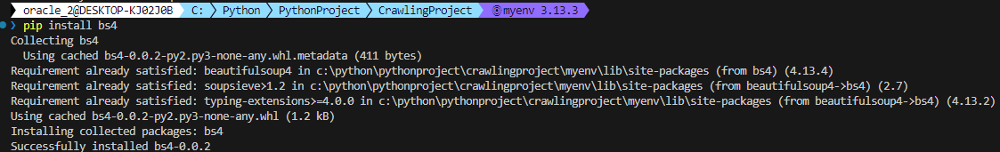 oracle_2@DESKTOP-KJ02J0B C: Python PythonProject CrawlingProject myenv 3.13.3
❯ pip install bs4
Collecting bs4
  Using cached bs4-0.0.2-py2.py3-none-any.whl.metadata (411 bytes)
Requirement already satisfied: beautifulsoup4 in c:\python\pythonproject\crawlingproject\myenv\lib\site-packages (from bs4) (4.13.4)
Requirement already satisfied: soupsieve>1.2 in c:\python\pythonproject\crawlingproject\myenv\lib\site-packages (from beautifulsoup4->bs4) (2.7)
Requirement already satisfied: typing-extensions>=4.0.0 in c:\python\pythonproject\crawlingproject\myenv\lib\site-packages (from beautifulsoup4->bs4) (4.13.2)
Using cached bs4-0.0.2-py2.py3-none-any.whl (1.2 kB)
Installing collected packages: bs4
Successfully installed bs4-0.0.2